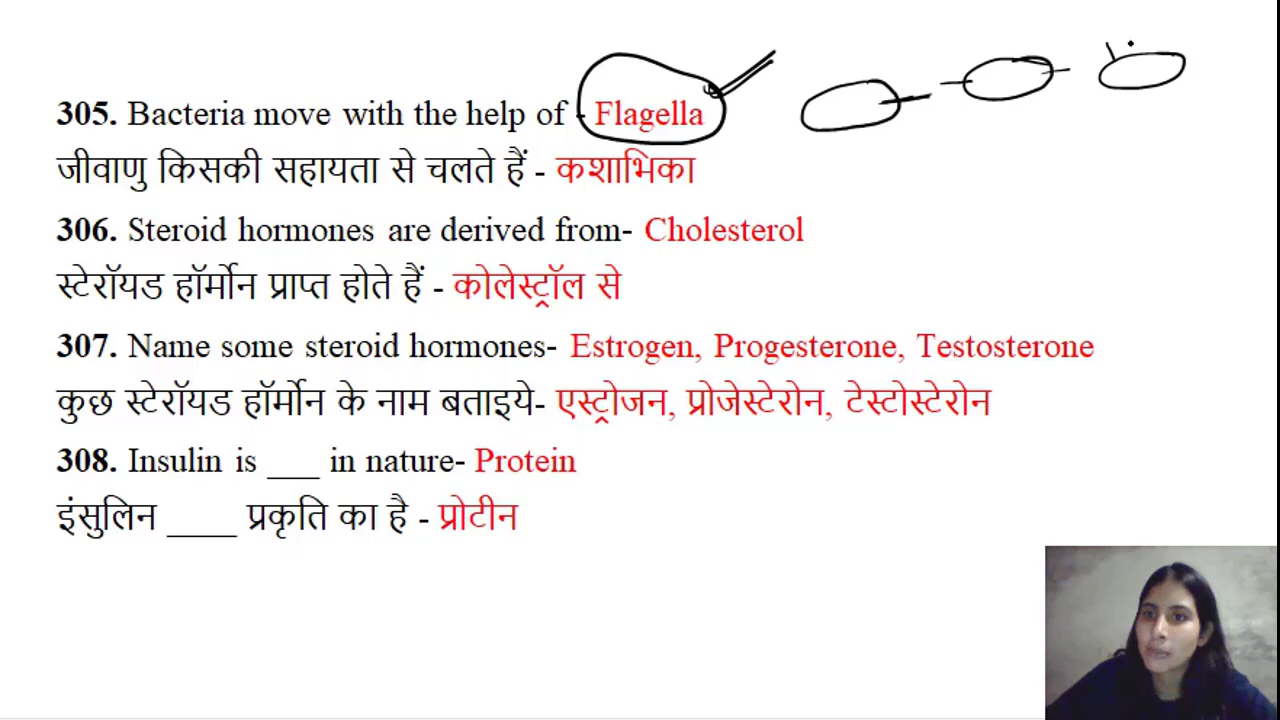 305. Bacteria move with the help of - Flagella
जीवाणु किसकी सहायता से चलते हैं - कशाभिका
306. Steroid hormones are derived from- Cholesterol
स्टेरॉयड हॉर्मोन प्राप्त होते हैं - कोलेस्ट्रॉल से
307. Name some steroid hormones- Estrogen, Progesterone, Testosterone
कुछ स्टेरॉयड हॉर्मोन के नाम बताइये- एस्ट्रोजन, प्रोजेस्टेरोन, टेस्टोस्टेरोन
308. Insulin is ___ in nature- Protein
इंसुलिन ____ प्रकृति का है - प्रोटीन